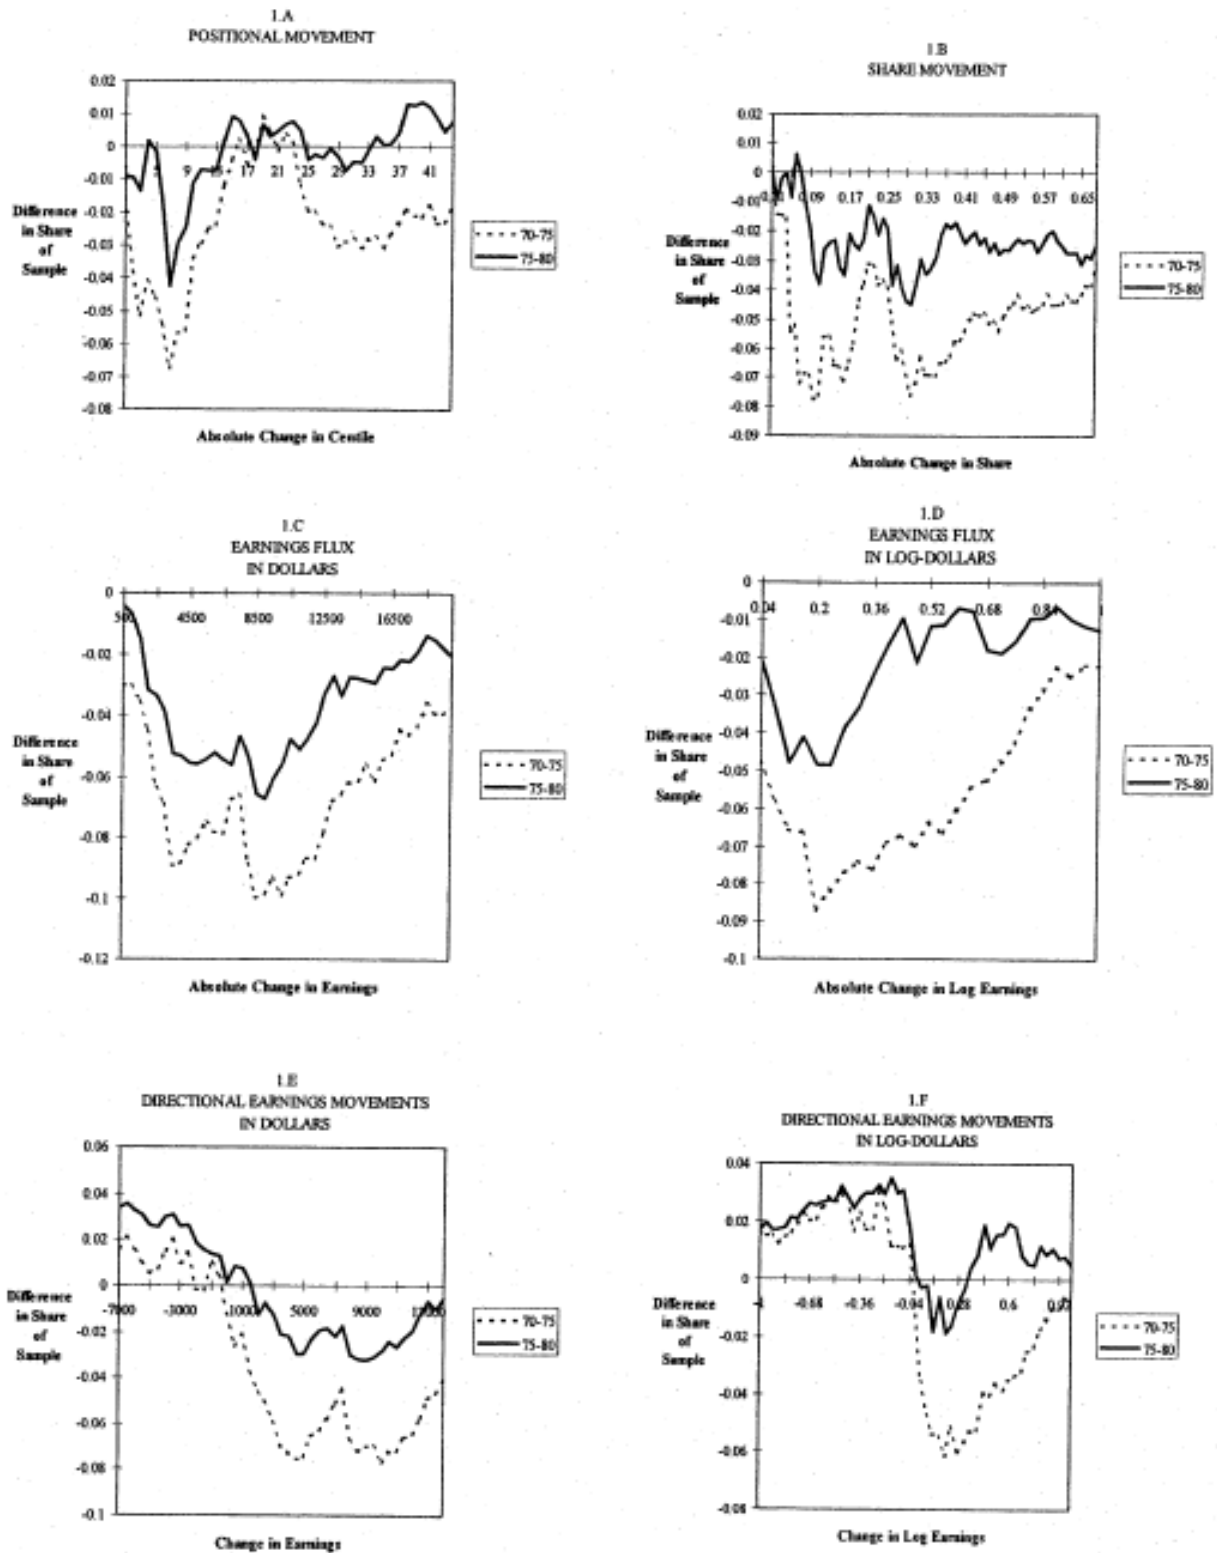 1.A
POSITIONAL MOVEMENT
0.02
0.01
0
-0.01
-0.02
-0.03
-0.04
-0.05
-0.06
-0.07
-0.08
9
17
21
25
29
33
37
41
Difference
in Share
of
Sample
70-75
75-80
Absolute Change in Centile
1.B
SHARE MOVEMENT
0.02
0.01
0
-0.01
-0.02
-0.03
-0.04
-0.05
-0.06
-0.07
-0.08
-0.09
0.09
0.17
0.25
0.33
0.41
0.49
0.57
0.65
Difference
in Share
of
Sample
70-75
75-80
Absolute Change in Share
1.C
EARNINGS FLUX
IN DOLLARS
0
-0.02
-0.04
-0.06
-0.08
-0.1
-0.12
500
4500
8500
12500
16500
Difference
in Share
of
Sample
70-75
75-80
Absolute Change in Earnings
1.D
EARNINGS FLUX
IN LOG-DOLLARS
0
-0.01
-0.02
-0.03
-0.04
-0.05
-0.06
-0.07
-0.08
-0.09
-0.1
0.04
0.2
0.36
0.52
0.68
0.84
1
Difference
in Share
of
Sample
70-75
75-80
Absolute Change in Log Earnings
1.E
DIRECTIONAL EARNINGS MOVEMENTS
IN DOLLARS
0.06
0.04
0.02
0
-0.02
-0.04
-0.06
-0.08
-0.1
-7000
-3000
1000
5000
9000
Difference
in Share
of
Sample
70-75
75-80
Change in Earnings
1.F
DIRECTIONAL EARNINGS MOVEMENTS
IN LOG-DOLLARS
0.04
0.02
0
-0.02
-0.04
-0.06
-0.08
-0.68
-0.36
-0.04
0.28
0.6
0.92
Difference
in Share
of
Sample
70-75
75-80
Change in Log Earnings